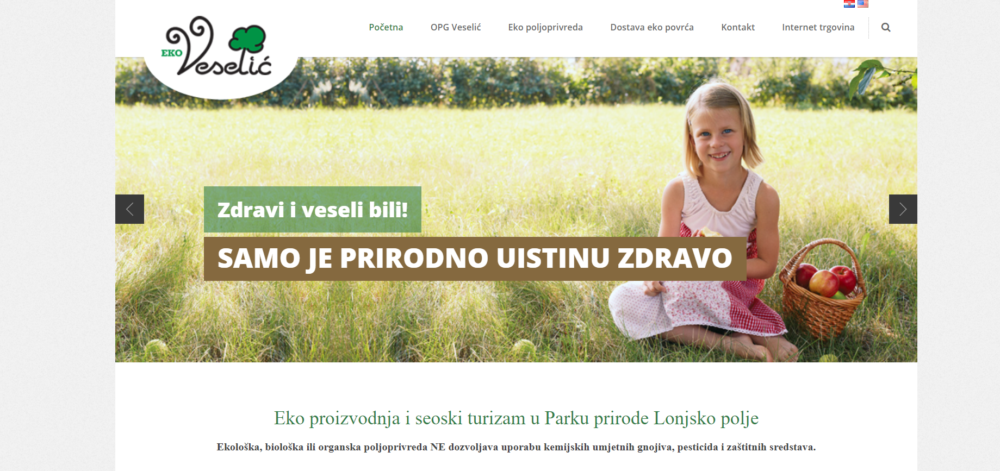 EKO
Veselić
Početna
OPG Veselić
Eko poljoprivreda
Dostava eko povrća
Kontakt
Internet trgovina
Zdravi i veseli bili!
SAMO JE PRIRODNO UISTINU ZDRAVO
Eko proizvodnja i seoski turizam u Parku prirode Lonjsko polje
Ekološka, biološka ili organska poljoprivreda NE dozvoljava uporabu kemijskih umjetnih gnojiva, pesticida i zaštitnih sredstava.